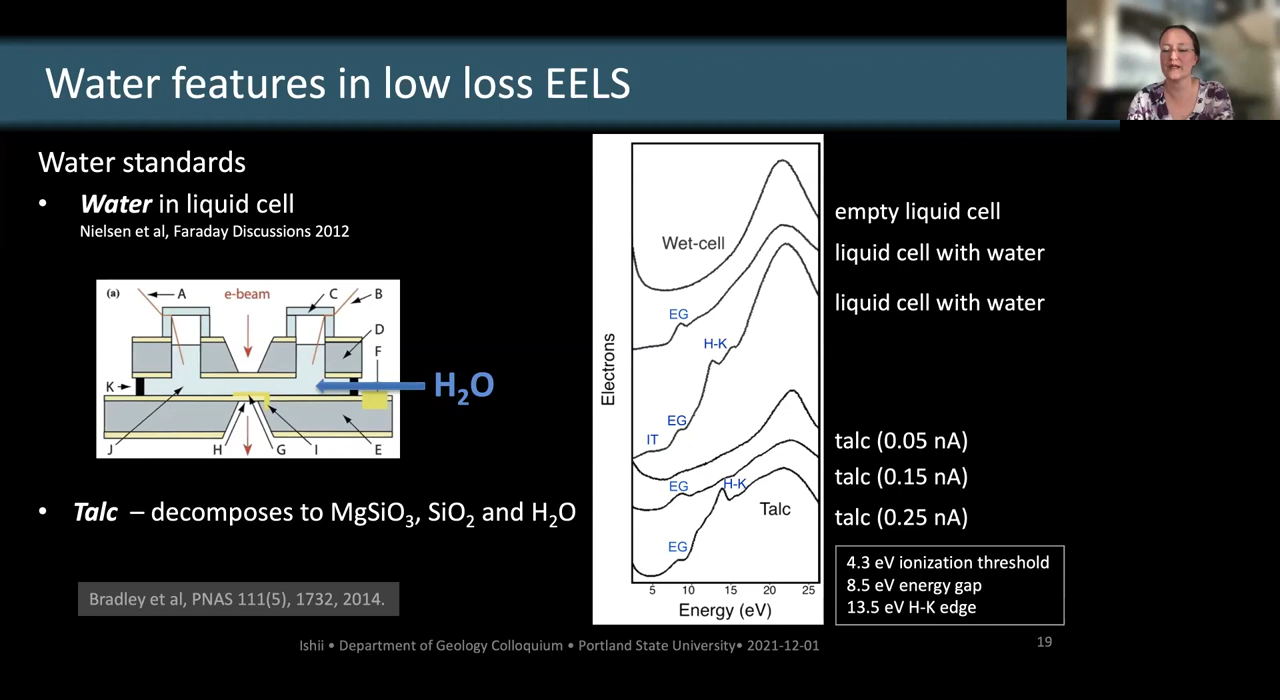 Water features in low loss EELS
Water standards
• Water in liquid cell
Nielsen et al, Faraday Discussions 2012
(a)
A
e-beam
C
B
D
F
K
H₂O
J
H
G
I
E
• Talc – decomposes to MgSiO₃, SiO₂ and H₂O
Bradley et al, PNAS 111(5), 1732, 2014.
Electrons
Wet-cell
EG
H-K
EG
IT
EG
H-K
Talc
EG
5 10 15 20 25
Energy (eV)
empty liquid cell
liquid cell with water
liquid cell with water
talc (0.05 nA)
talc (0.15 nA)
talc (0.25 nA)
4.3 eV ionization threshold
8.5 eV energy gap
13.5 eV H-K edge
Ishii • Department of Geology Colloquium • Portland State University• 2021-12-01
19